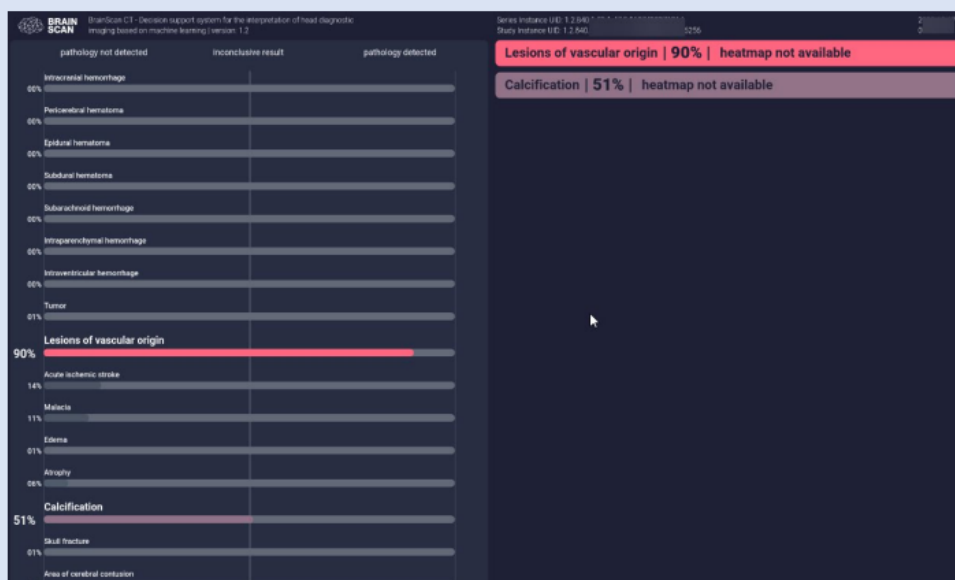 BRAIN
SCAN
BrainScan CT - Decision support system for the interpretation of head diagnostic
imaging based on machine learning | version: 1.2
Series Instance UID: 1.2.840.
Study Instance UID: 1.2.840.
5256
pathology not detected
inconclusive result
pathology detected
Intracranial hemorrhage
00%
Pericerebral hematoma
00%
Epidural hematoma
00%
Subdural hematoma
00%
Subarachnoid hemorrhage
00%
Intraparenchymal hemorrhage
00%
Intraventricular hemorrhage
00%
Tumor
01%
Lesions of vascular origin
90%
Acute ischemic stroke
14%
Malacia
11%
Edema
01%
Atrophy
06%
Calcification
51%
Skull fracture
01%
Area of cerebral contusion
Lesions of vascular origin | 90% | heatmap not available
Calcification | 51% | heatmap not available